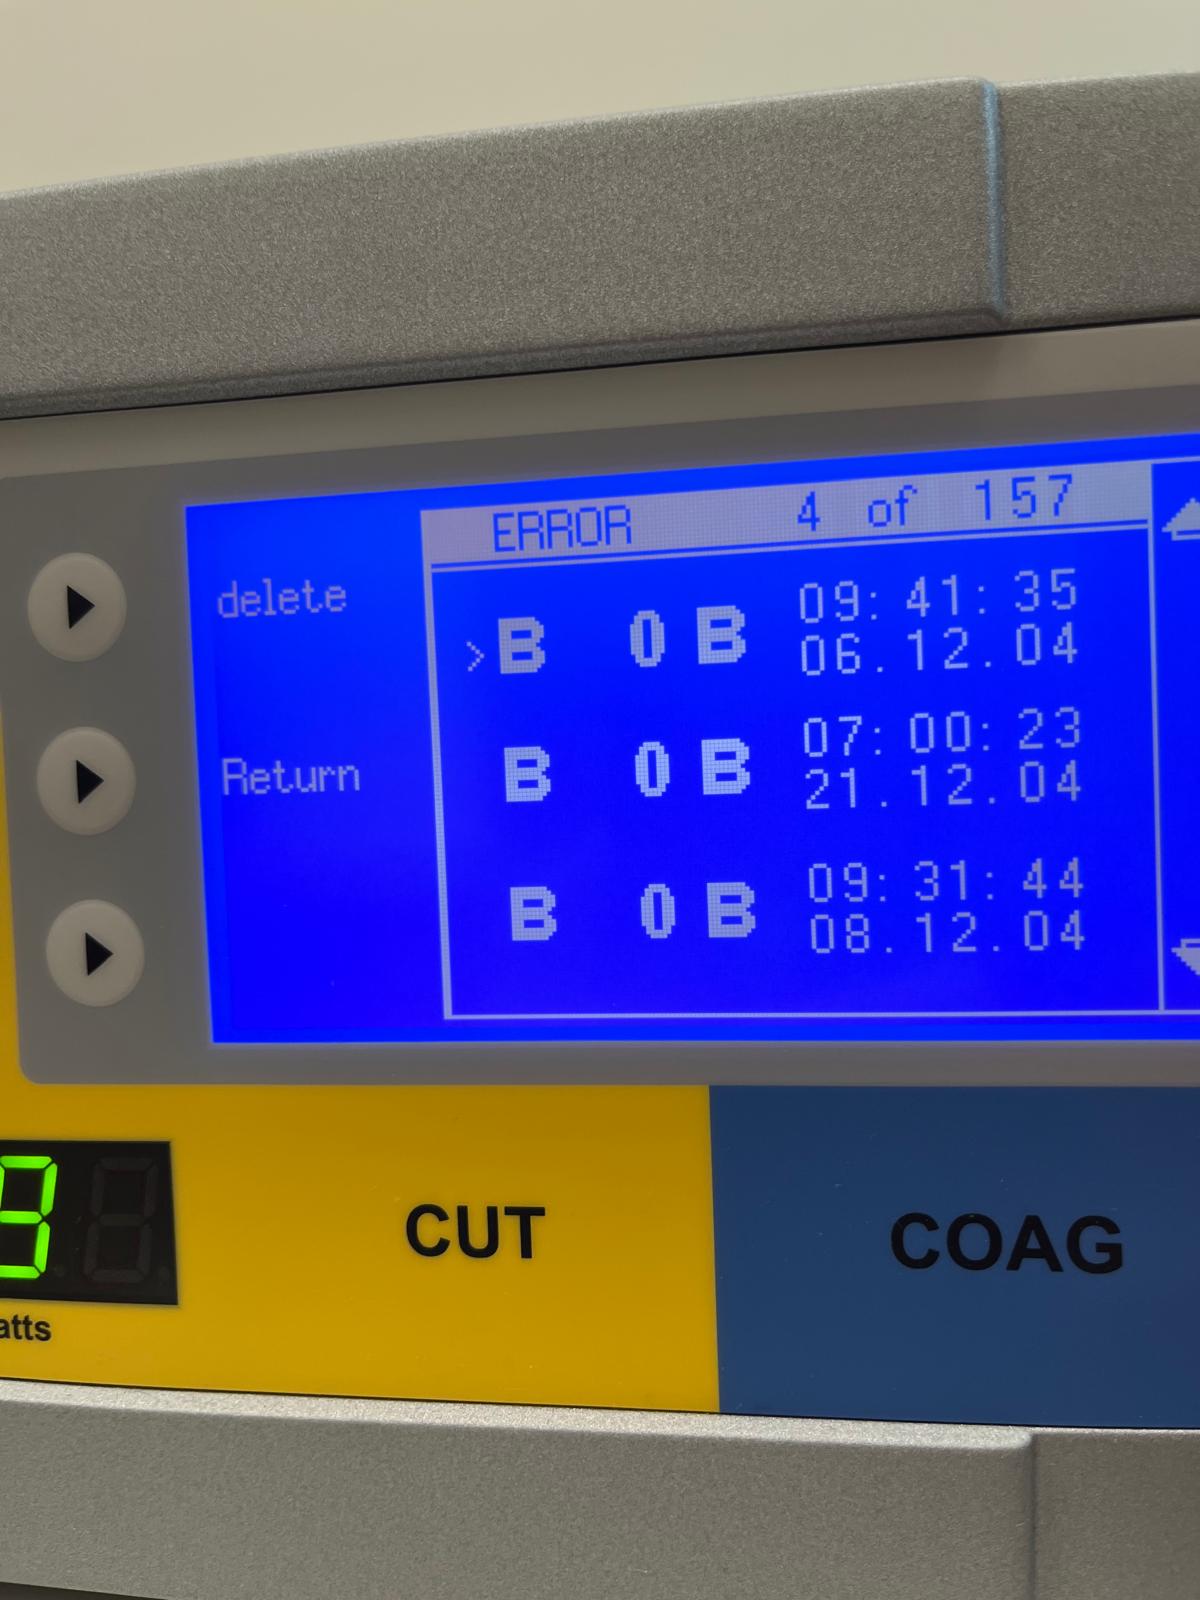 ERROR 4 of 157
delete
>B 0B 09:41:35
06.12.04
Return
B 0B 07:00:23
21.12.04
B 0B 09:31:44
08.12.04
9
atts
CUT
COAG